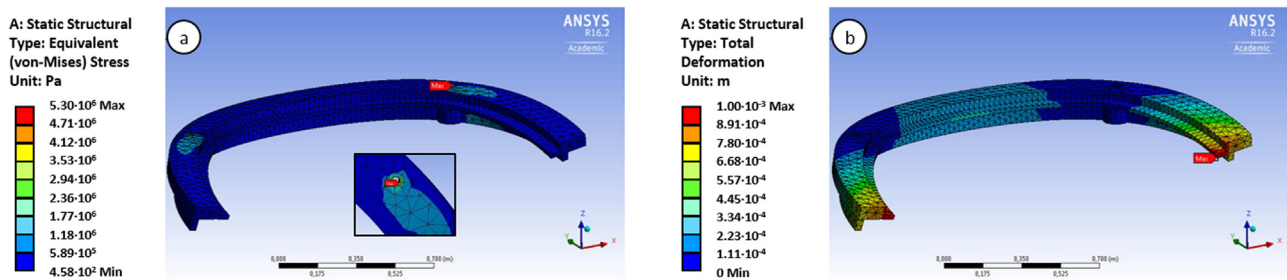 A: Static Structural
Type: Equivalent
(von-Mises) Stress
Unit: Pa
5.30·10⁶ Max
4.71·10⁶
4.12·10⁶
3.53·10⁶
2.94·10⁶
2.36·10⁶
1.77·10⁶
1.18·10⁶
5.89·10⁵
4.58·10² Min
a
ANSYS
R16.2
Academic
Max
Z
Y
X
0,000
0,350
0,700 (m)
0,175
0,525
A: Static Structural
Type: Total
Deformation
Unit: m
1.00·10⁻³ Max
8.91·10⁻⁴
7.80·10⁻⁴
6.68·10⁻⁴
5.57·10⁻⁴
4.45·10⁻⁴
3.34·10⁻⁴
2.23·10⁻⁴
1.11·10⁻⁴
0 Min
b
ANSYS
R16.2
Academic
Max
Z
Y
X
0,000
0,350
0,700 (m)
0,175
0,525